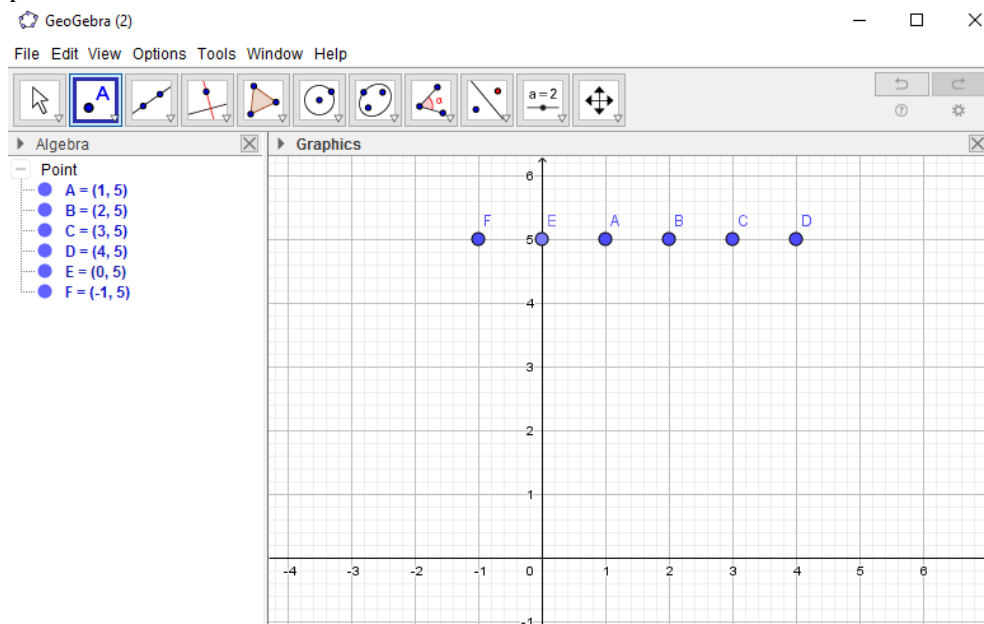 GeoGebra (2)
File Edit View Options Tools Window Help
A
α
a=2
Algebra
Graphics
Point
A = (1, 5)
B = (2, 5)
C = (3, 5)
D = (4, 5)
E = (0, 5)
F = (-1, 5)
6
F E A B C D
5
4
3
2
1
-4 -3 -2 -1 0 1 2 3 4 5 6
-1